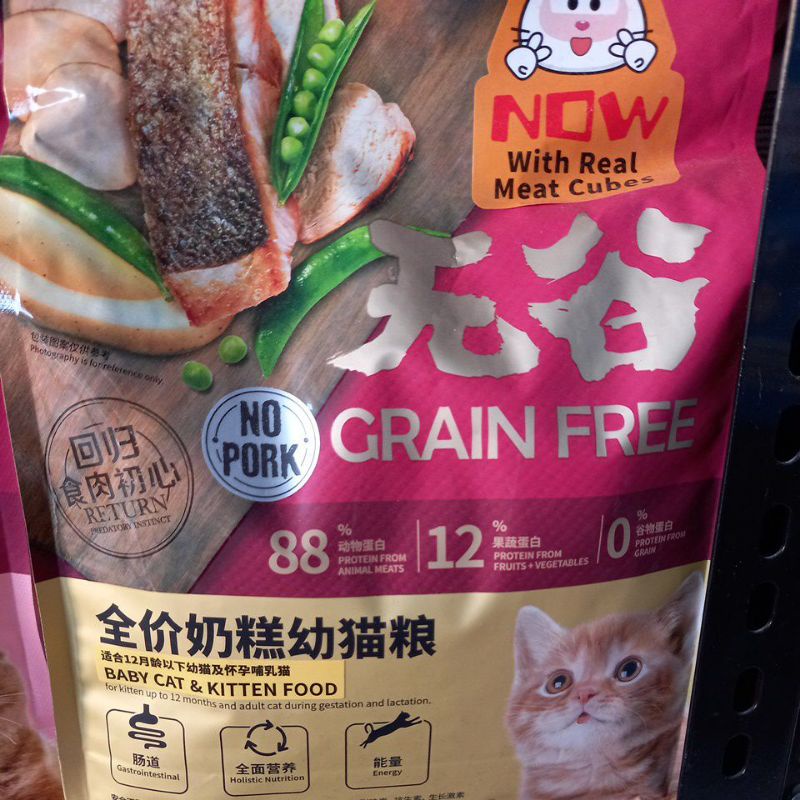 NOW
With Real
Meat Cubes
无谷
GRAIN FREE
包装图案仅供参考
Photography is for reference only.
NO
PORK
回归
食肉初心
RETURN
PREDATORY INSTINCT
88%
动物蛋白
PROTEIN FROM
ANIMAL MEATS
12%
果蔬蛋白
PROTEIN FROM
FRUITS + VEGETABLES
0%
谷物蛋白
PROTEIN FROM
GRAIN
全价奶糕幼猫粮
适合12月龄以下幼猫及怀孕哺乳猫
BABY CAT & KITTEN FOOD
for kitten up to 12 months and adult cat during gestation and lactation.
肠道
Gastrointestinal
全面营养
Holistic Nutrition
能量
Energy
生长激素